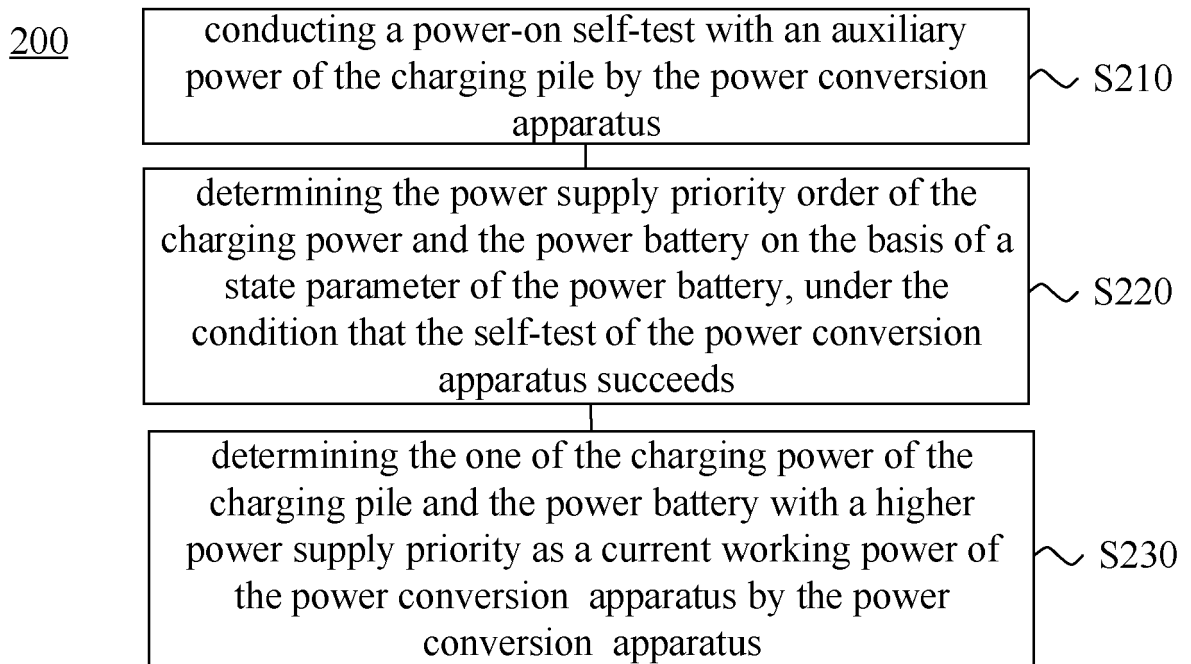 200
conducting a power-on self-test with an auxiliary
power of the charging pile by the power conversion
apparatus
S210
determining the power supply priority order of the
charging power and the power battery on the basis of a
state parameter of the power battery, under the
condition that the self-test of the power conversion
apparatus succeeds
S220
determining the one of the charging power of the
charging pile and the power battery with a higher
power supply priority as a current working power of
the power conversion apparatus by the power
conversion apparatus
S230